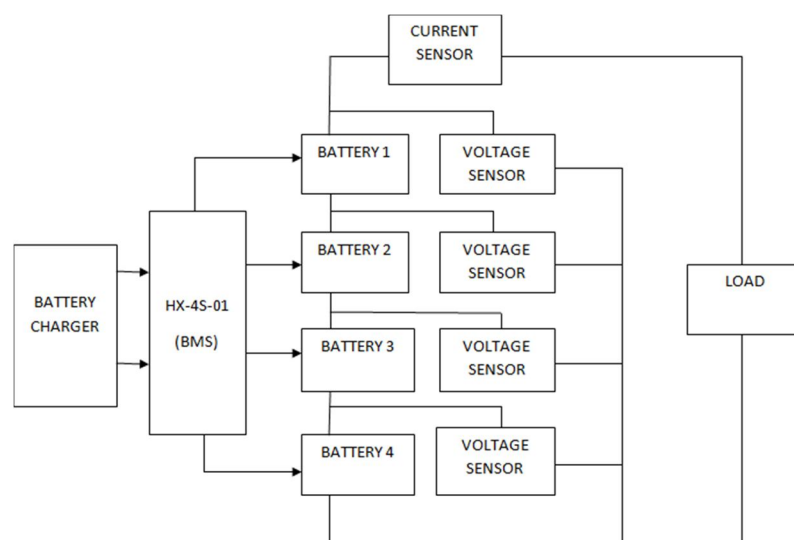 CURRENT
SENSOR
BATTERY 1
VOLTAGE
SENSOR
BATTERY 2
VOLTAGE
SENSOR
BATTERY
CHARGER
HX-4S-01
(BMS)
LOAD
BATTERY 3
VOLTAGE
SENSOR
BATTERY 4
VOLTAGE
SENSOR